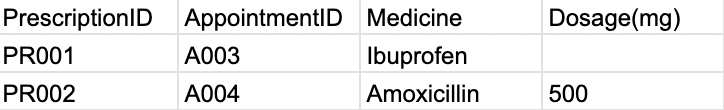 PrescriptionID AppointmentID Medicine Dosage(mg)
PR001 A003 Ibuprofen
PR002 A004 Amoxicillin 500